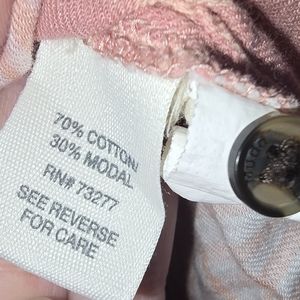 70% COTTON/
30% MODAL
RN# 73277
SEE REVERSE
FOR CARE